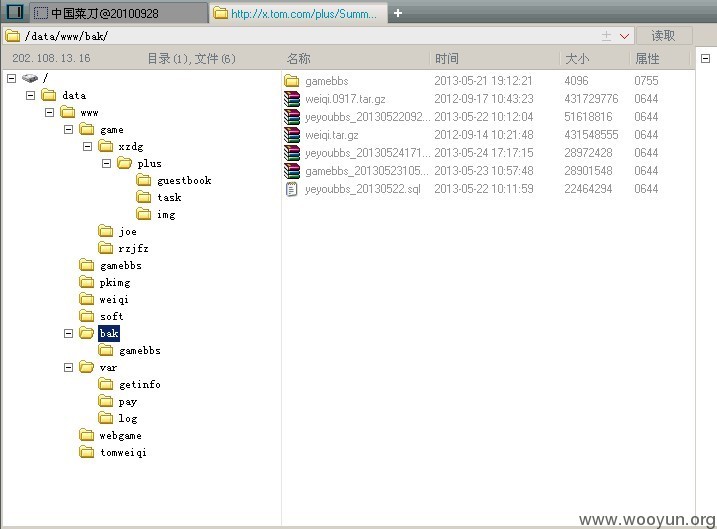 中国菜刀@20100928
http://x.tom.com/plus/Summ...
+
/data/www/bak/
读取
202.108.13.16 目录(1),文件(6) 名称 时间 大小 属性
/
data
www
game
xzdg
plus
guestbook
task
img
joe
rzjfz
gamebbs
pkimg
weiqi
soft
bak
gamebbs
var
getinfo
pay
log
webgame
tomweiqi
gamebbs 2013-05-21 19:12:21 4096 0755
weiqi.0917.tar.gz 2012-09-17 10:43:23 431729776 0644
yeyoubbs_20130522092... 2013-05-22 10:12:04 51618816 0644
weiqi.tar.gz 2012-09-14 10:21:48 431548555 0644
yeyoubbs_20130524171... 2013-05-24 17:17:15 28972428 0644
gamebbs_20130523105... 2013-05-23 10:57:48 28901548 0644
yeyoubbs_20130522.sql 2013-05-22 10:11:59 22464294 0644
www.wooyun.org